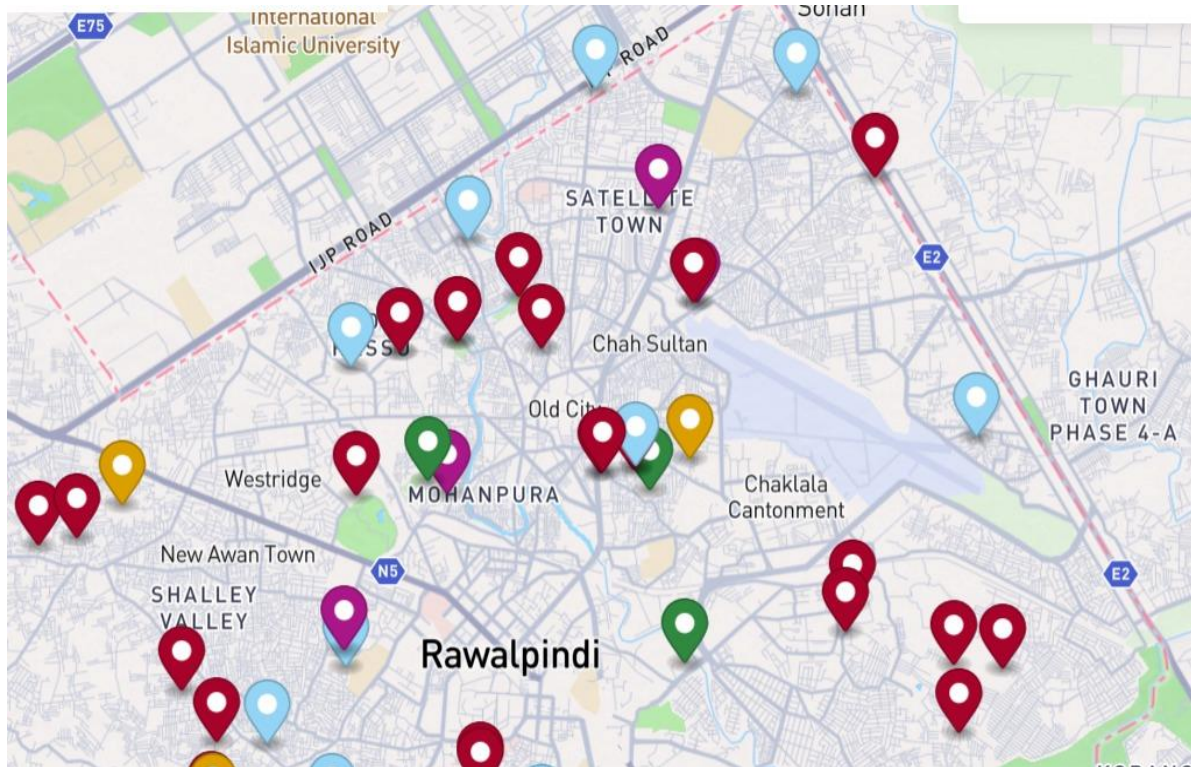 E75
International
Islamic University
Sohan
IJP ROAD
SATELLITE
TOWN
E2
IJP ROAD
Chah Sultan
Old City
GHAURI
TOWN
PHASE 4-A
Westridge
MOHANPURA
Chaklala
Cantonment
New Awan Town
N5
E2
SHALLEY
VALLEY
Rawalpindi